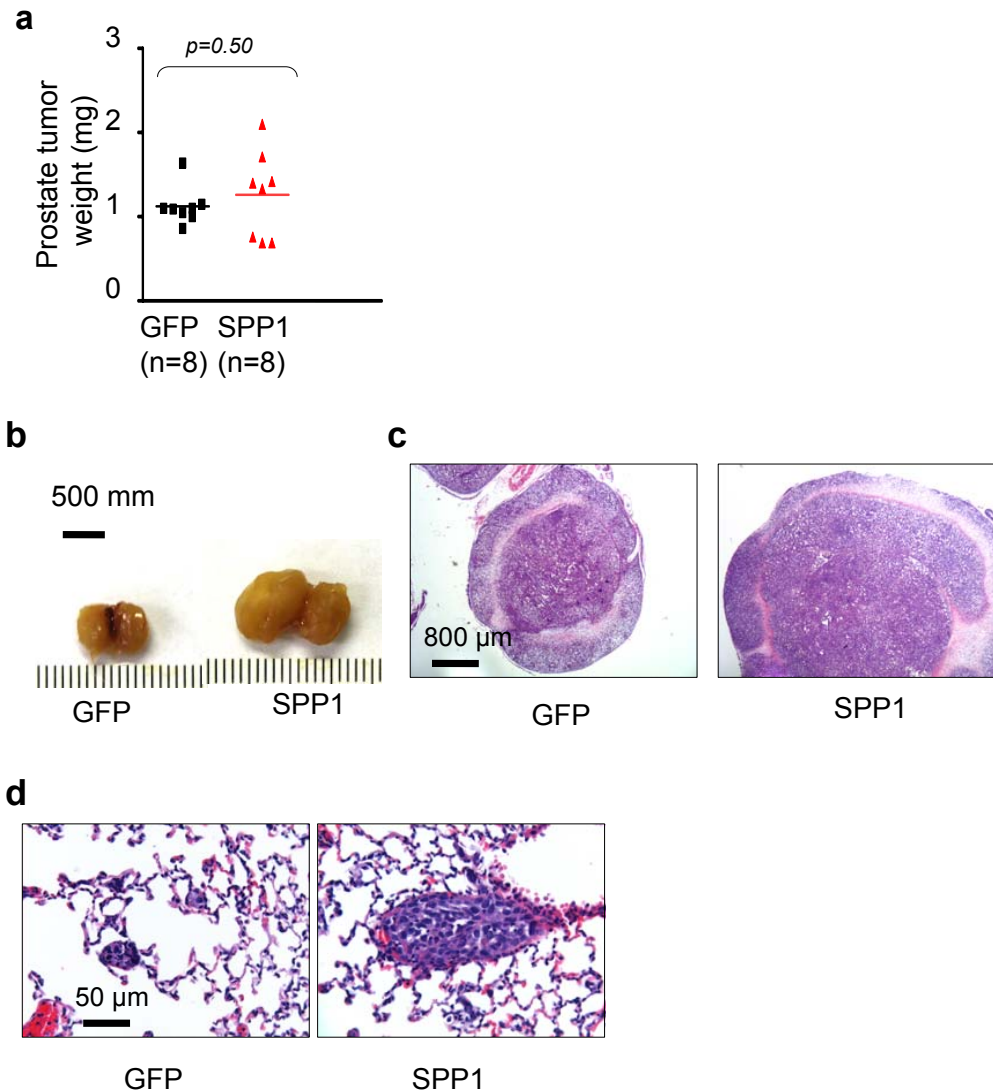 a
3
2
1
0
Prostate tumor
weight (mg)
p=0.50
GFP SPP1
(n=8) (n=8)
b
500 mm
GFP
SPP1
c
800 µm
GFP
SPP1
d
50 µm
GFP
SPP1